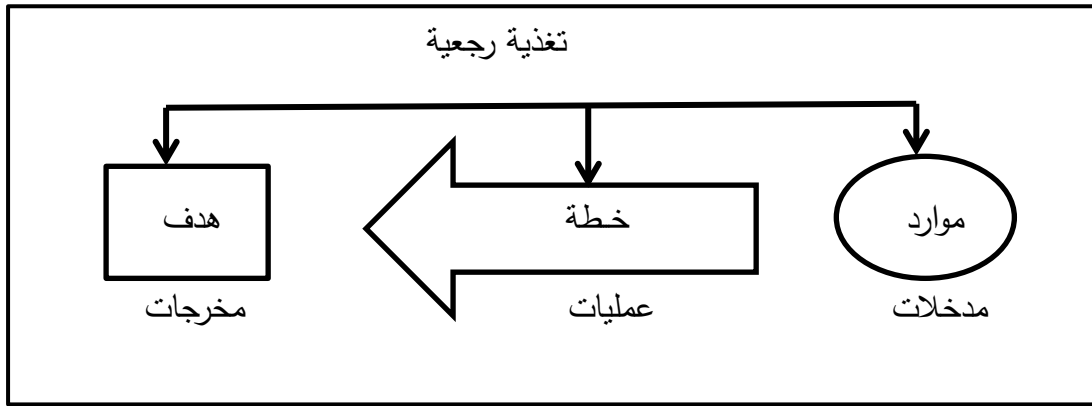 تغذية رجعية
موارد
خطة
هدف
مدخلات
عمليات
مخرجات